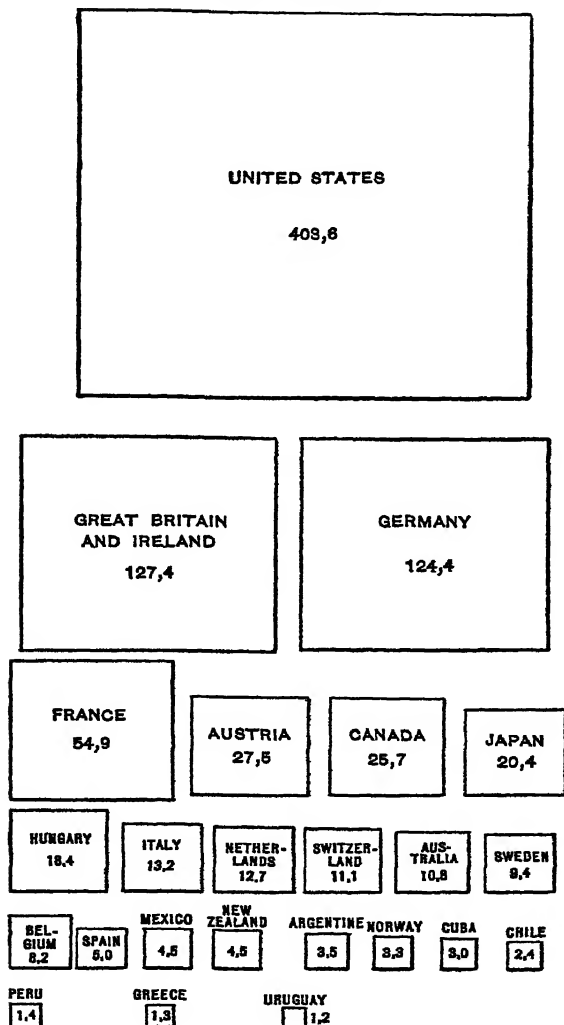 UNITED STATES
403,6
GREAT BRITAIN
AND IRELAND
127,4
GERMANY
124,4
FRANCE
54,9
AUSTRIA
27,5
CANADA
25,7
JAPAN
20,4
HUNGARY
18,4
ITALY
13,2
NETHER-
LANDS
12,7
SWITZER-
LAND
11,1
AUS-
TRALIA
10,8
SWEDEN
9,4
BEL-
GIUM
8,2
SPAIN
5,0
MEXICO
4,5
NEW
ZEALAND
4,5
ARGENTINE
3,5
NORWAY
3,3
CUBA
3,0
CHILE
2,4
PERU
1,4
GREECE
1,3
URUGUAY
1,2